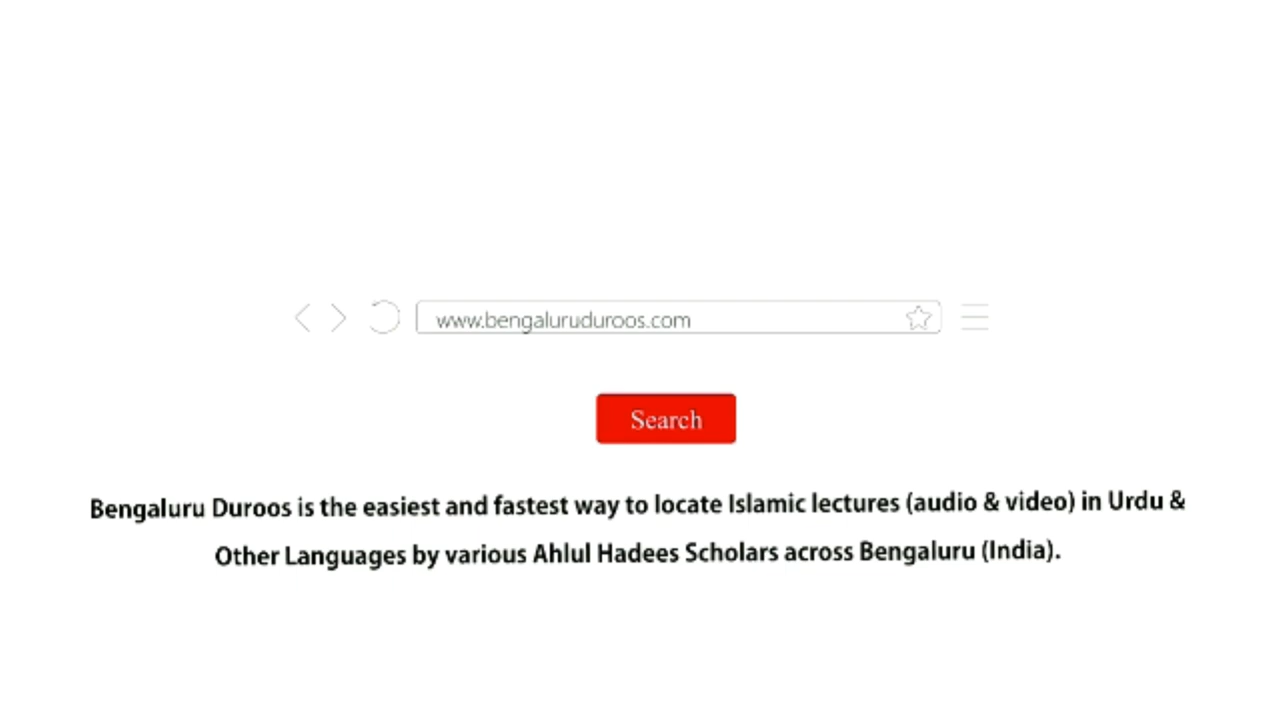 www.bengaluruduroos.com
Search
Bengaluru Duroos is the easiest and fastest way to locate Islamic lectures (audio & video) in Urdu &
Other Languages by various Ahlul Hadees Scholars across Bengaluru (India).